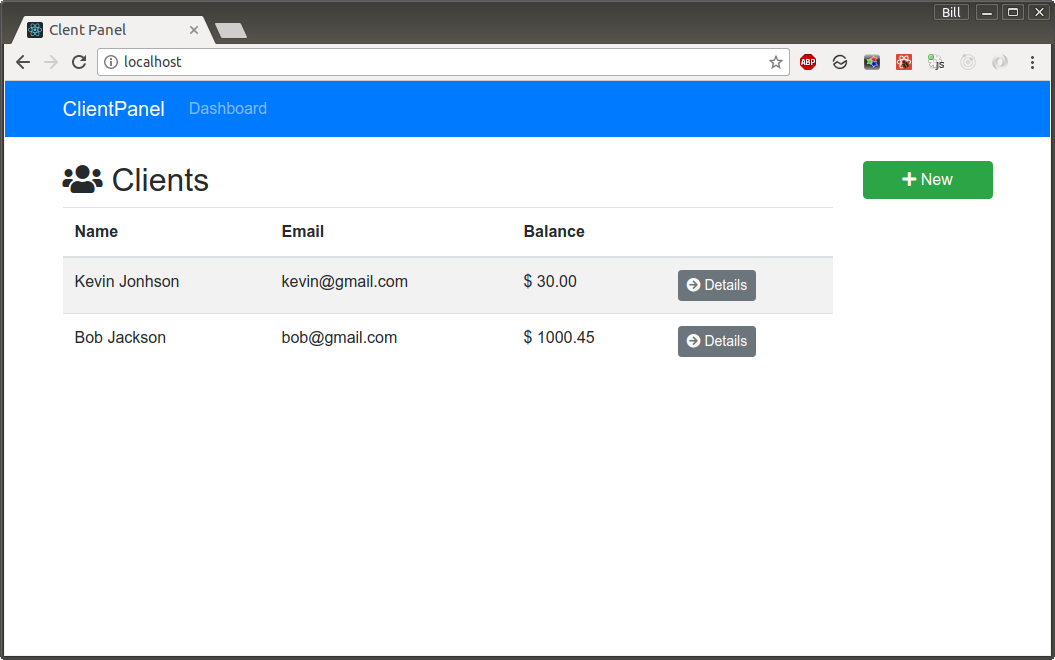 Bill
Clent Panel
localhost
ABP
js
ClientPanel Dashboard
Clients
New
Name Email Balance
Kevin Jonhson kevin@gmail.com $ 30.00 Details
Bob Jackson bob@gmail.com $ 1000.45 Details